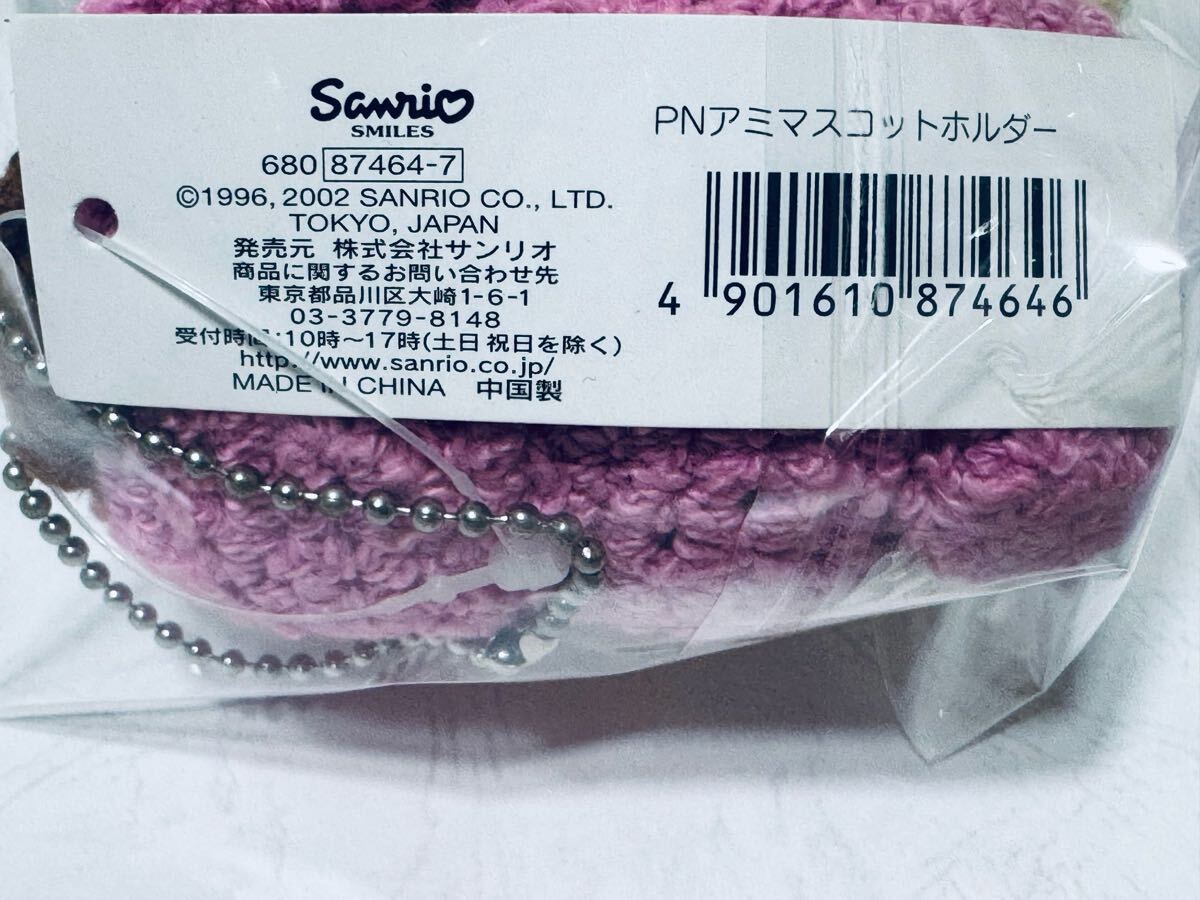 Sanrio
SMILES
680 87464-7
©1996, 2002 SANRIO CO., LTD.
TOKYO, JAPAN
発売元 株式会社サンリオ
商品に関するお問い合わせ先
東京都品川区大崎1-6-1
03-3779-8148
受付時間:10時〜17時(土日祝日を除く)
http://www.sanrio.co.jp/
MADE IN CHINA 中国製
PNアミマスコットホルダー
4 901610 874646